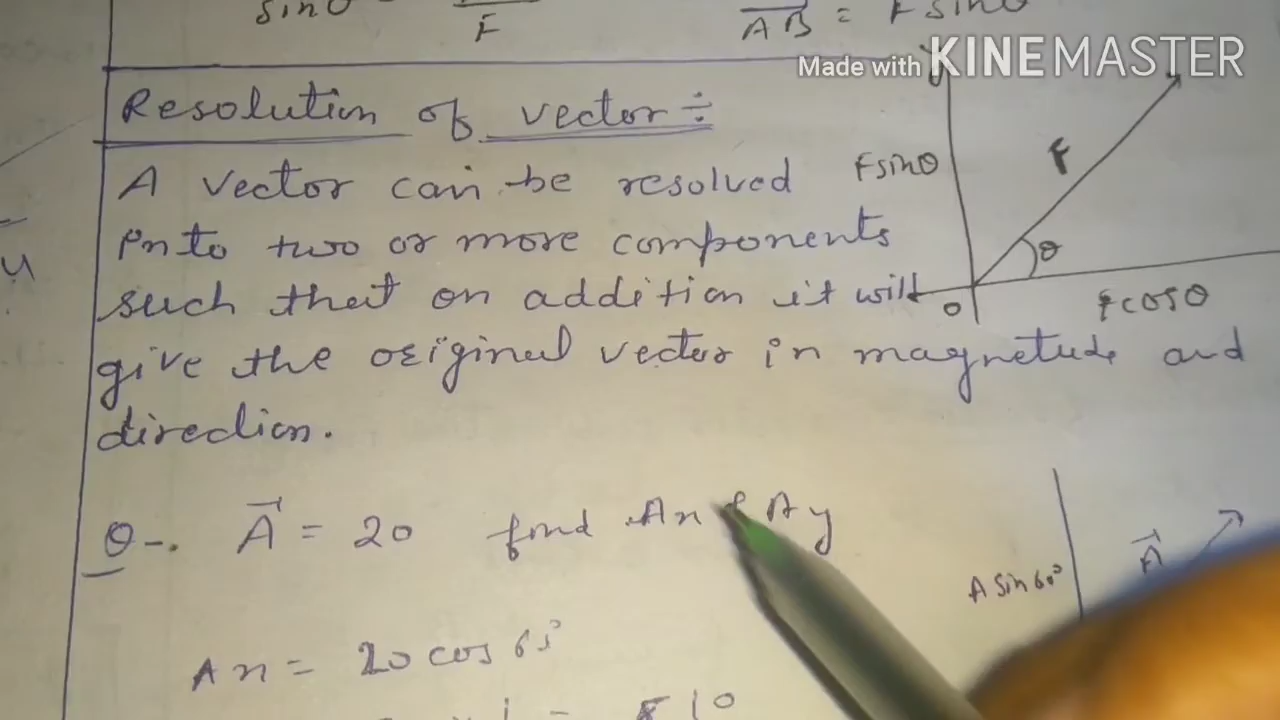 sinθ =
F
AB = F sinθ
Made with KINEMASTER
Resolution of vector ÷
A vector can be resolved
into two or more components
such that on addition it will
give the original vector in magnetude and
direction.
y
F sinθ
F
θ
O
F cosθ
Q-. A = 20 find Ax & Ay
Ax = 20 cos 60°
A sin 60°
A